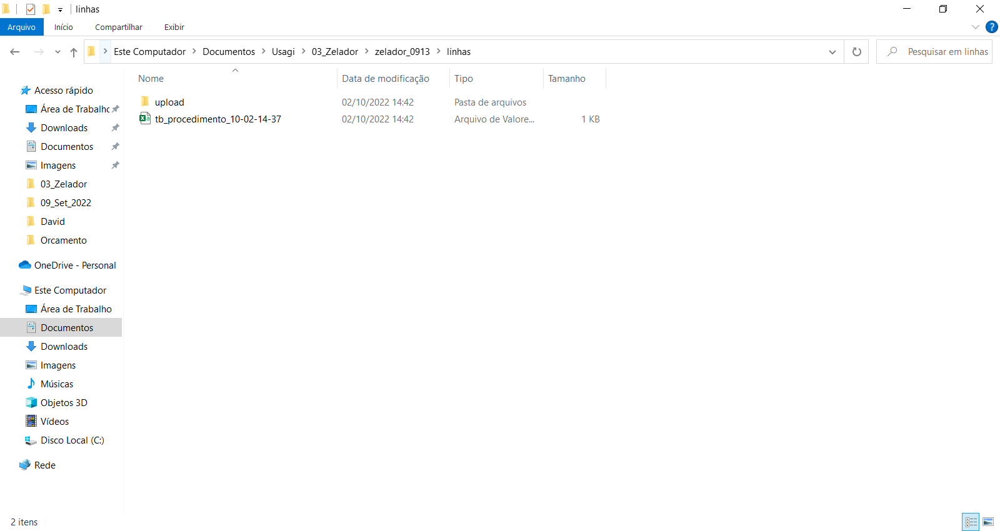 linhas
Arquivo Início Compartilhar Exibir
Este Computador Documentos Usagi 03_Zelador zelador_0913 linhas Pesquisar em linhas
Nome Data de modificação Tipo Tamanho
upload 02/10/2022 14:42 Pasta de arquivos
tb_procedimento_10-02-14-37 02/10/2022 14:42 Arquivo de Valore... 1 KB
Acesso rápido
Área de Trabalho
Downloads
Documentos
Imagens
03_Zelador
09_Set_2022
David
Orcamento
OneDrive - Personal
Este Computador
Área de Trabalho
Documentos
Downloads
Imagens
Músicas
Objetos 3D
Vídeos
Disco Local (C:)
Rede
2 itens